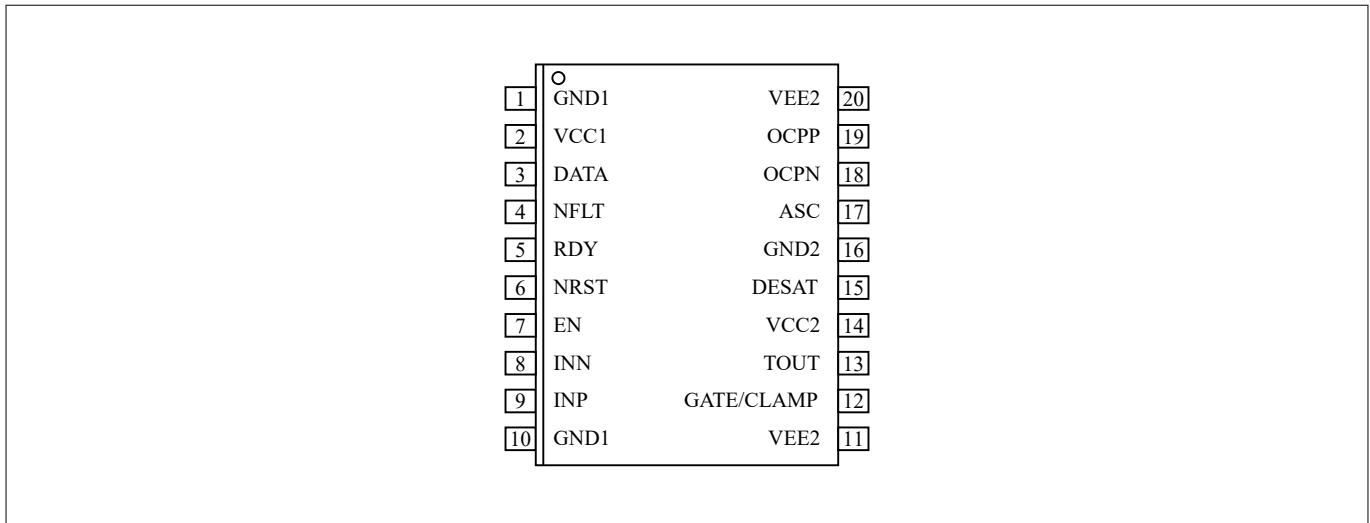 1 GND1 VEE2 20
2 VCC1 OCPP 19
3 DATA OCPN 18
4 NFLT ASC 17
5 RDY GND2 16
6 NRST DESAT 15
7 EN VCC2 14
8 INN TOUT 13
9 INP GATE/CLAMP 12
10 GND1 VEE2 11